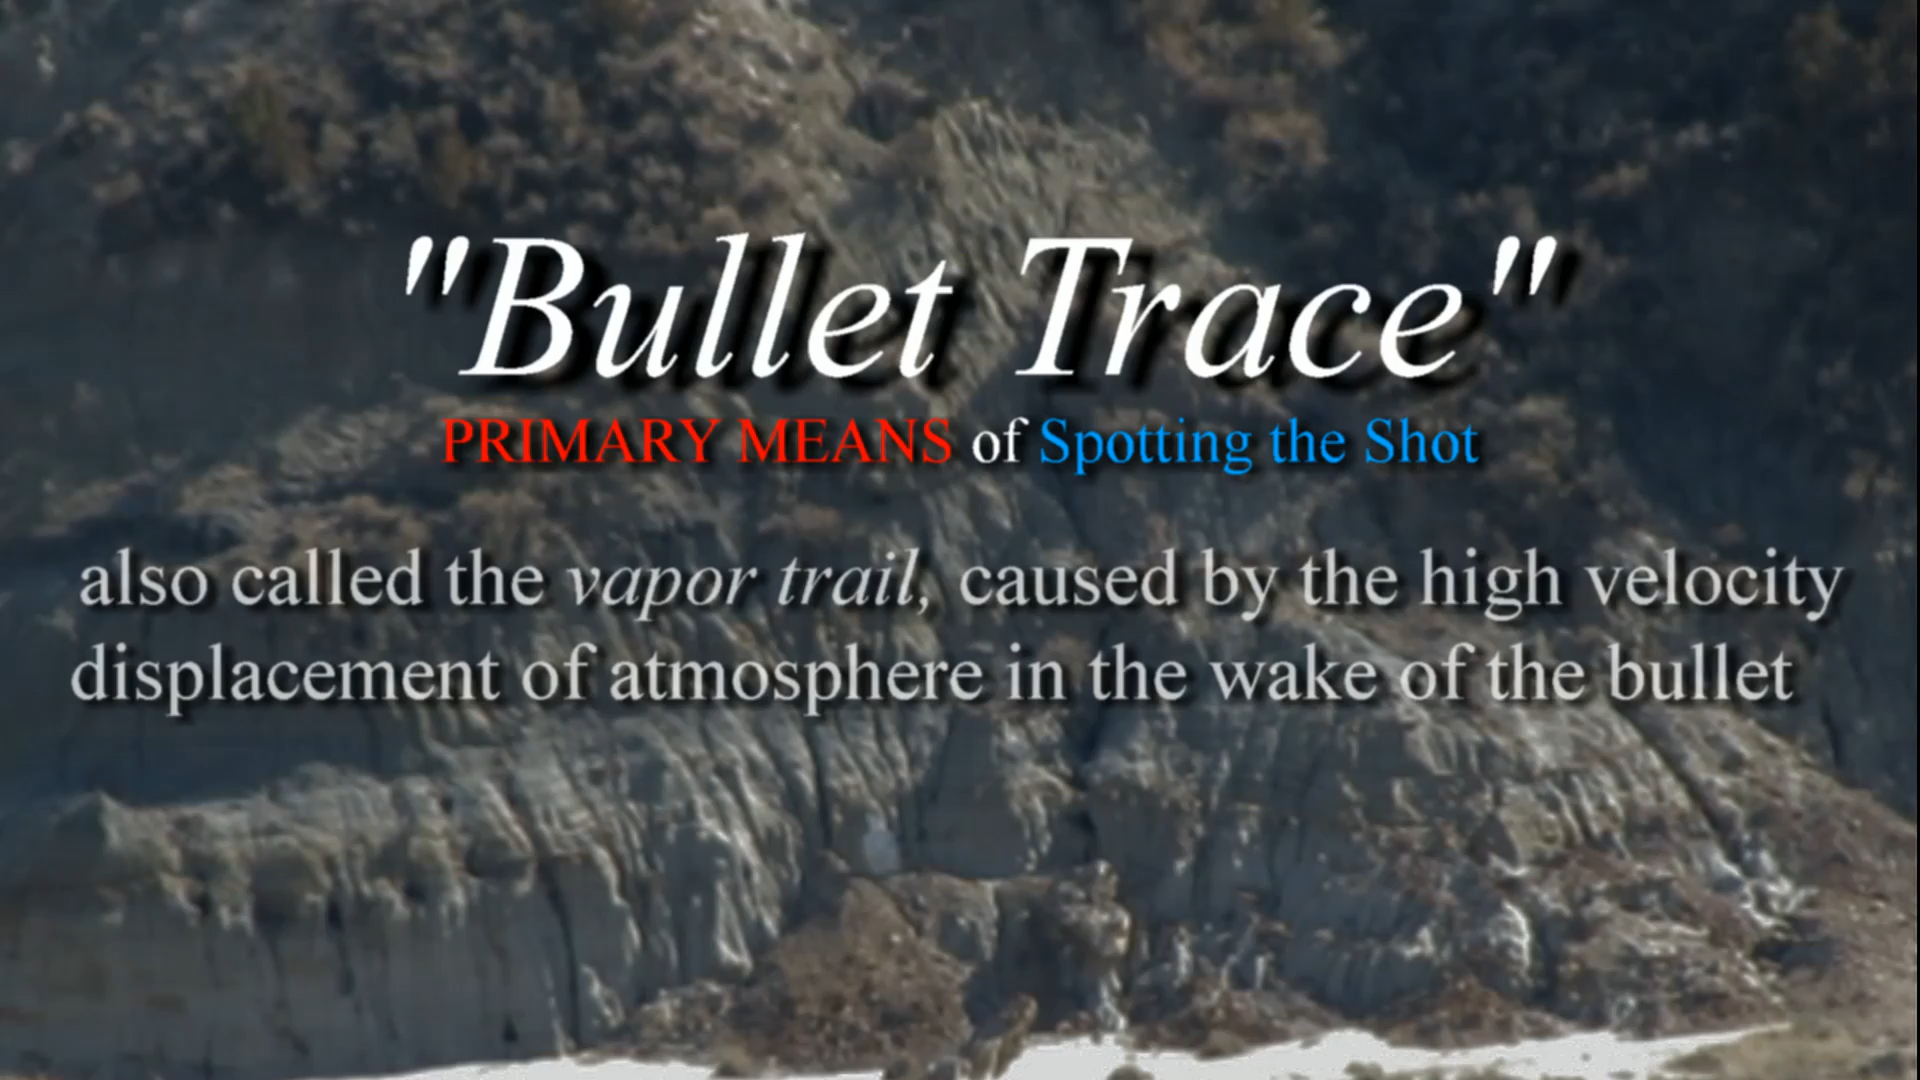 "Bullet Trace"
PRIMARY MEANS of Spotting the Shot
also called the vapor trail, caused by the high velocity
displacement of atmosphere in the wake of the bullet